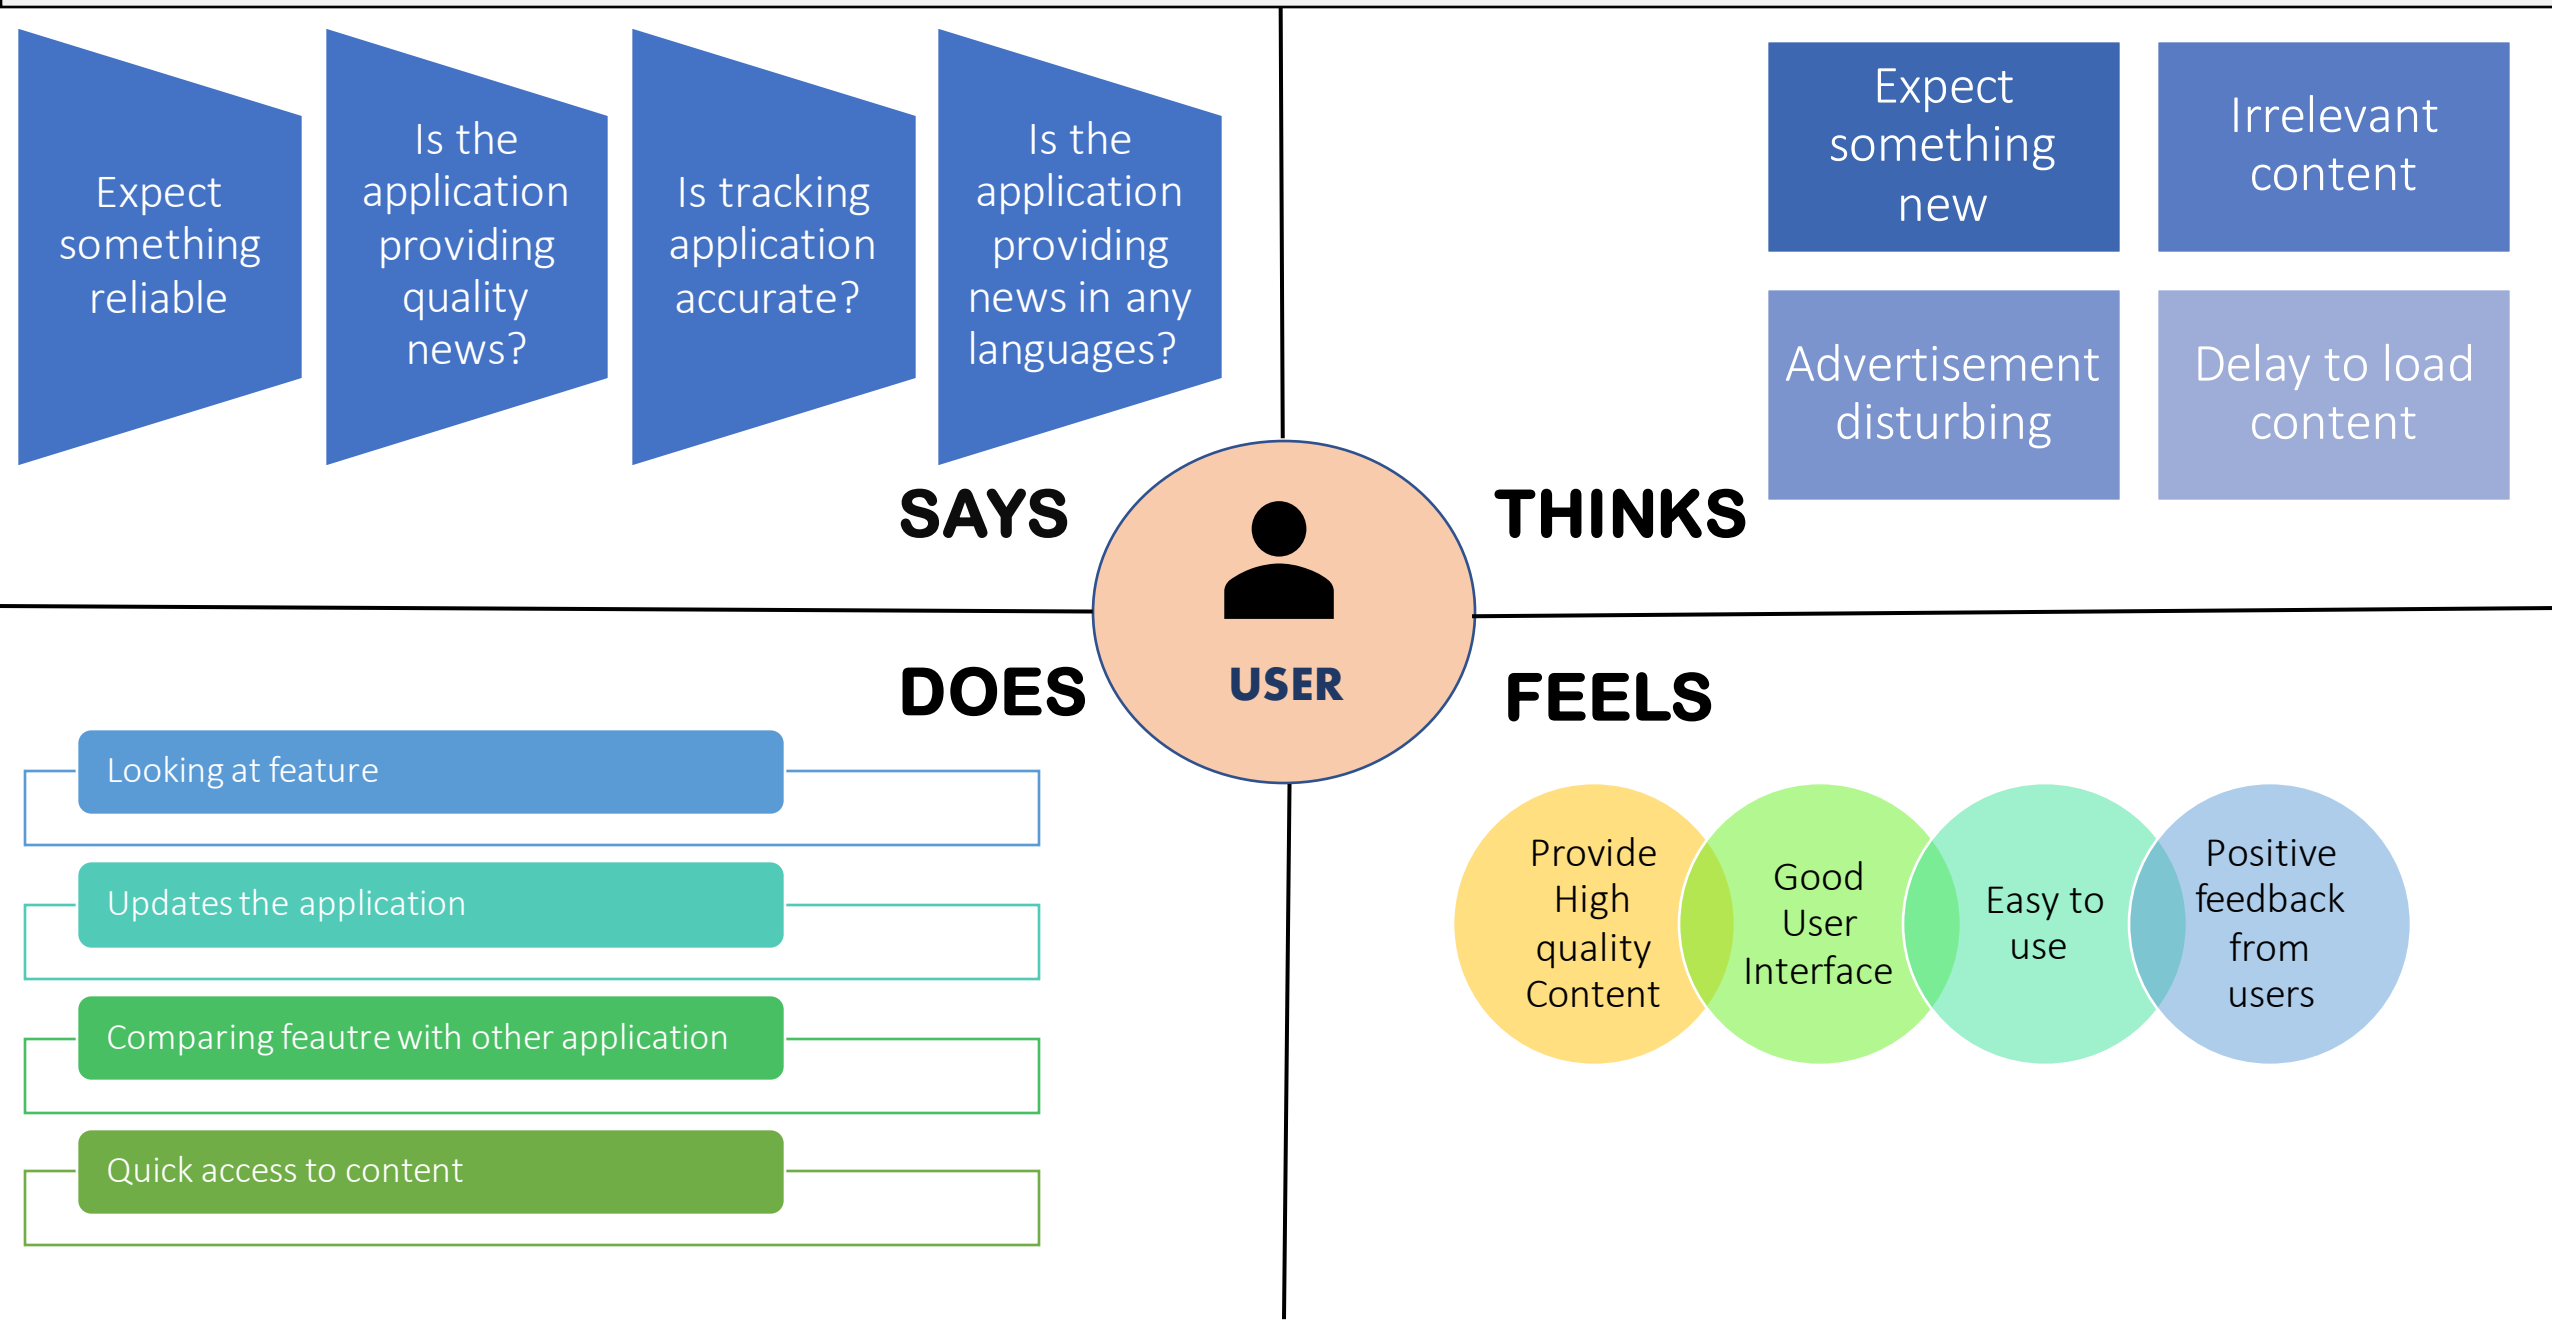 Expect
something
reliable
Is the
application
providing
quality
news?
Is tracking
application
accurate?
Is the
application
providing
news in any
languages?
SAYS
Expect
something
new
Irrelevant
content
Advertisement
disturbing
Delay to load
content
THINKS
USER
DOES
Looking at feature
Updates the application
Comparing feautre with other application
Quick access to content
FEELS
Provide
High
quality
Content
Good
User
Interface
Easy to
use
Positive
feedback
from
users